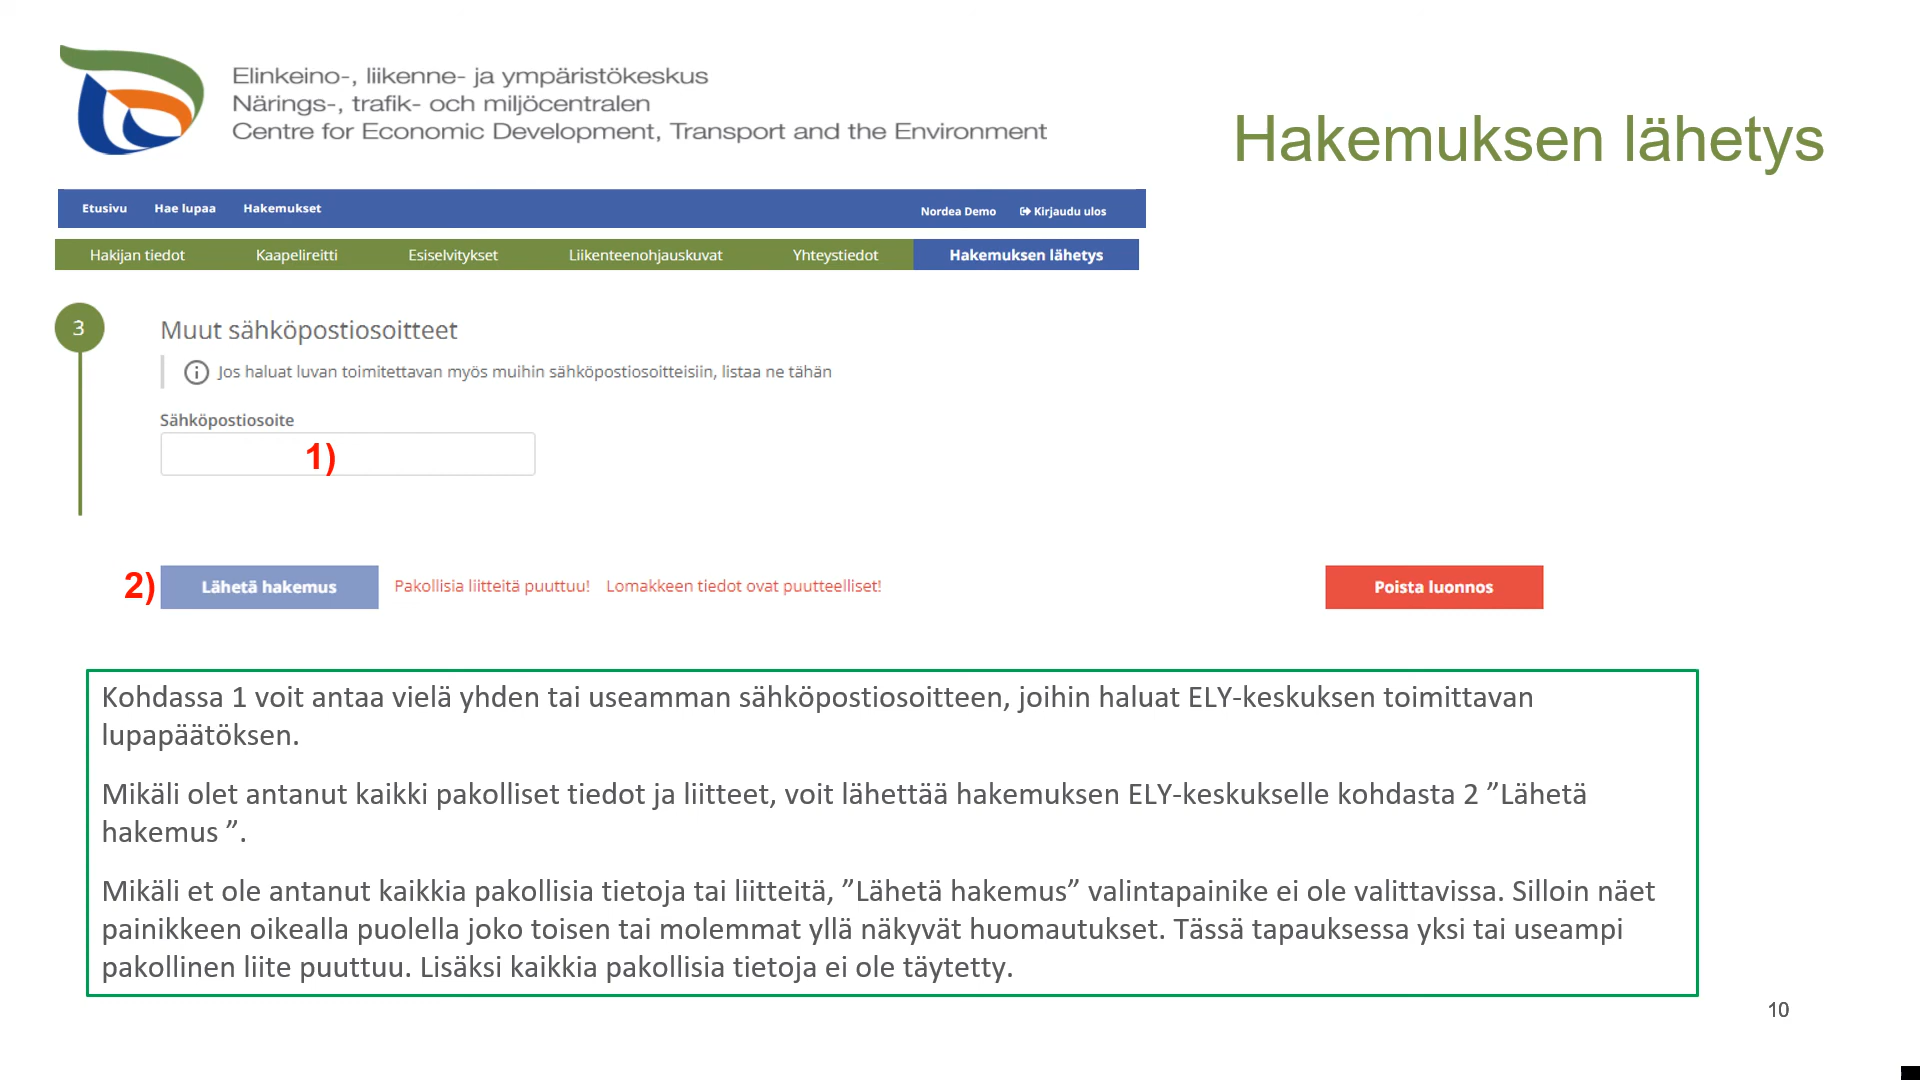 Elinkeino-, liikenne- ja ympäristökeskus
Närings-, trafik- och miljöcentralen
Centre for Economic Development, Transport and the Environment
Hakemuksen lähetys
Etusivu Hae lupaa Hakemukset Nordea Demo Kirjaudu ulos
Hakijan tiedot Kaapelireitti Esiselvitykset Liikenteenohjauskuvat Yhteystiedot Hakemuksen lähetys
3 Muut sähköpostiosoitteet
Jos haluat luvan toimitettavan myös muihin sähköpostiosoitteisiin, listaa ne tähän
Sähköpostiosoite
1)
2) Lähetä hakemus Pakollisia liitteitä puuttuu! Lomakkeen tiedot ovat puutteelliset! Poista luonnos
Kohdassa 1 voit antaa vielä yhden tai useamman sähköpostiosoitteen, joihin haluat ELY-keskuksen toimittavan
lupapäätöksen.
Mikäli olet antanut kaikki pakolliset tiedot ja liitteet, voit lähettää hakemuksen ELY-keskukselle kohdasta 2 ”Lähetä
hakemus ”.
Mikäli et ole antanut kaikkia pakollisia tietoja tai liitteitä, ”Lähetä hakemus” valintapainike ei ole valittavissa. Silloin näet
painikkeen oikealla puolella joko toisen tai molemmat yllä näkyvät huomautukset. Tässä tapauksessa yksi tai useampi
pakollinen liite puuttuu. Lisäksi kaikkia pakollisia tietoja ei ole täytetty.
10